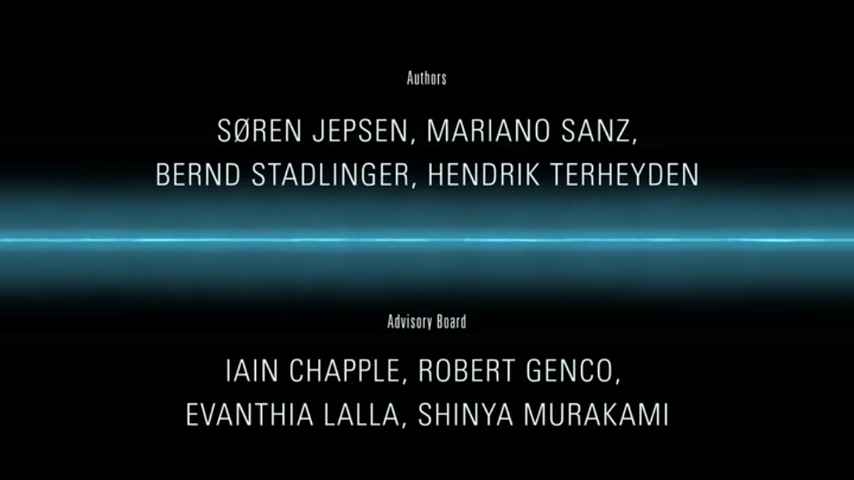 Authors
SØREN JEPSEN, MARIANO SANZ,
BERND STADLINGER, HENDRIK TERHEYDEN
Advisory Board
IAIN CHAPPLE, ROBERT GENCO,
EVANTHIA LALLA, SHINYA MURAKAMI